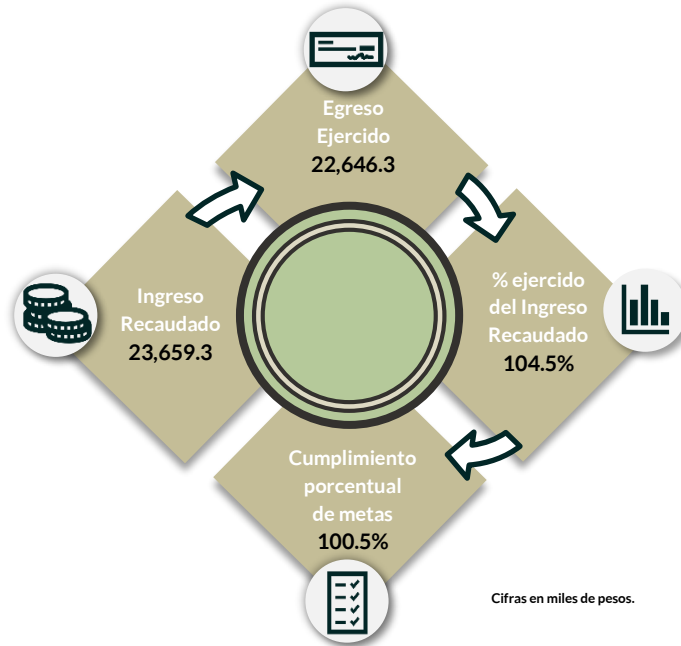 Egreso
Ejercido
22,646.3
Ingreso
Recaudado
23,659.3
% ejercido
del Ingreso
Recaudado
104.5%
Cumplimiento
porcentual
de metas
100.5%
Cifras en miles de pesos.